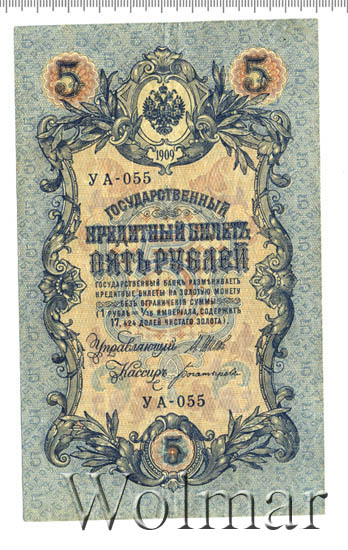 5 5
1909
УА-055
ГОСУДАРСТВЕННЫЙ
КРЕДИТНЫЙ БИЛЕТЪ
ПЯТЬ РУБЛЕЙ
ГОСУДАРСТВЕННЫЙ БАНКЪ РАЗМѢНИВАЕТЪ
КРЕДИТНЫЕ БИЛЕТЫ НА ЗОЛОТУЮ МОНЕТУ
БЕЗЪ ОГРАНИЧЕНІЯ СУММЫ
(1 РУБЛЬ = 1/15 ИМПЕРІАЛА, СОДЕРЖИТЪ
17,424 ДОЛЕЙ ЧИСТАГО ЗОЛОТА).
Управляющій
Кассиръ
УА-055
5
Wolmar